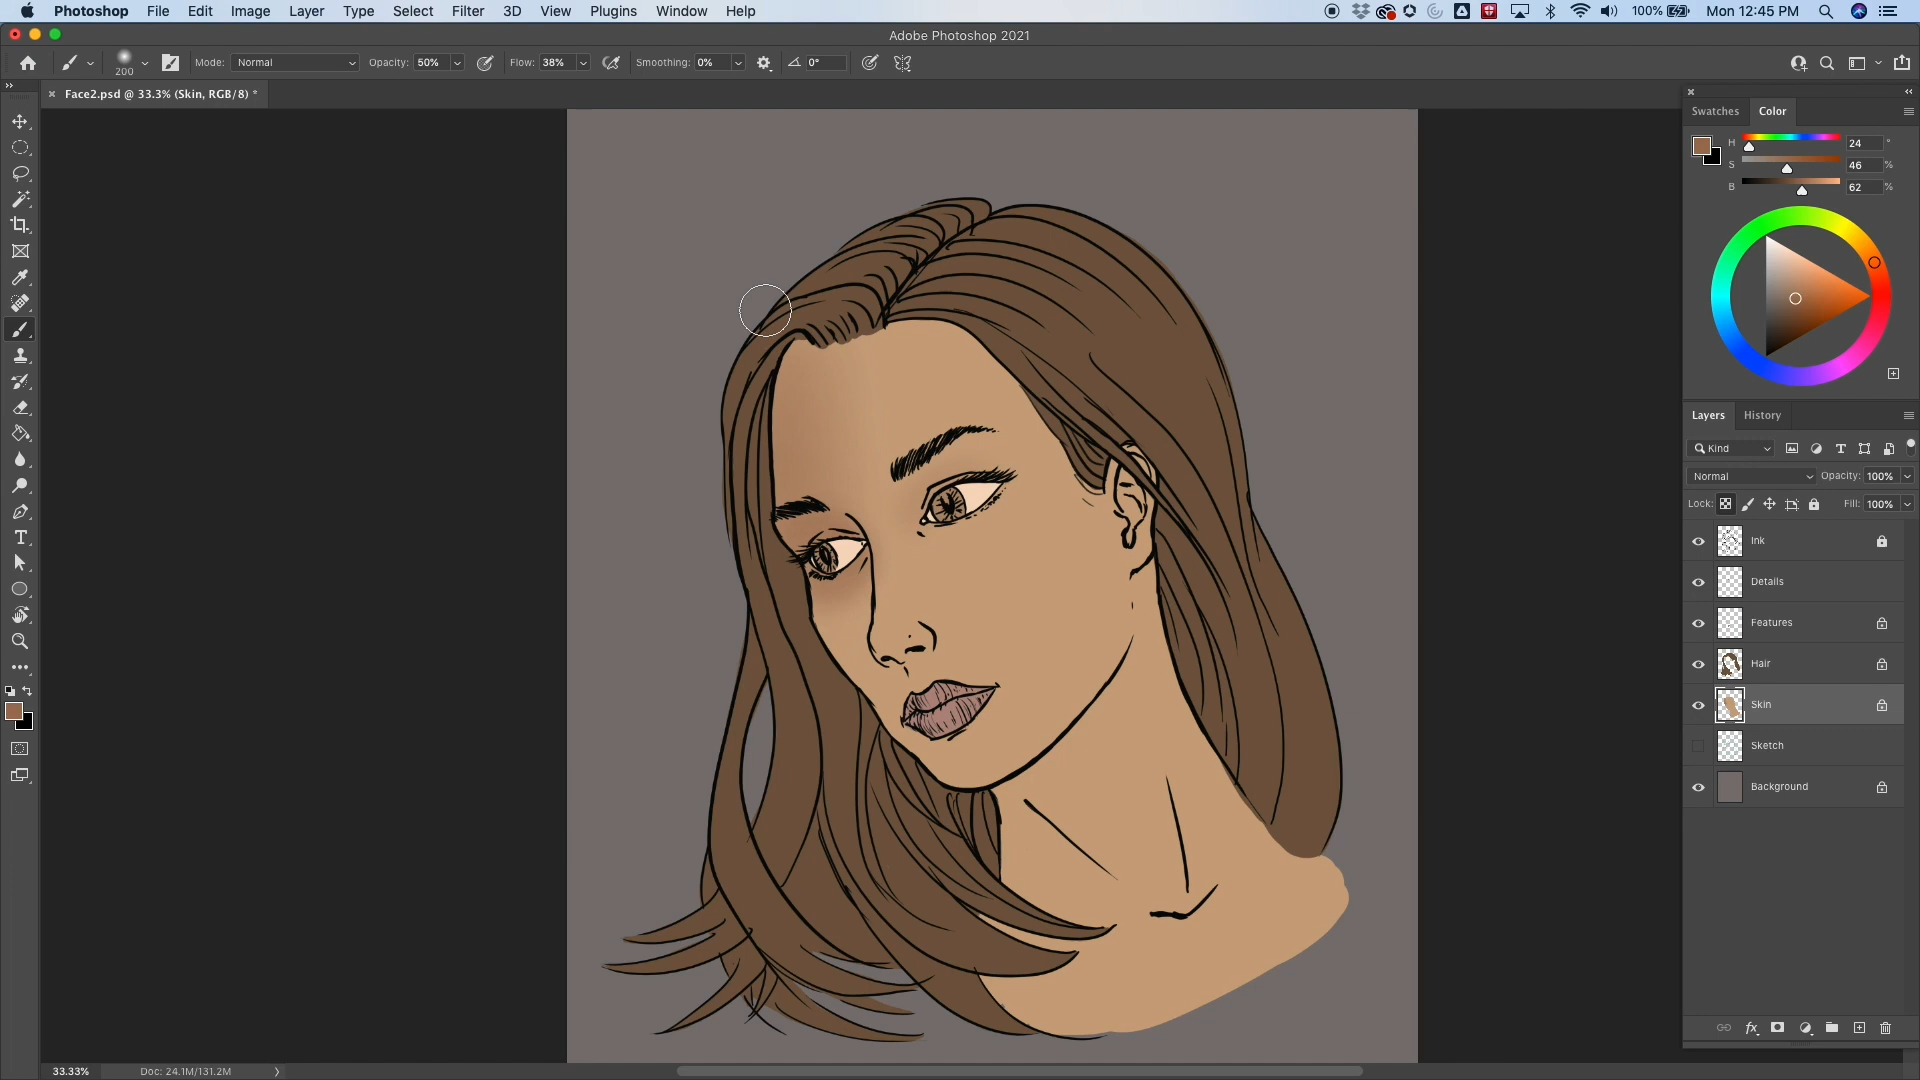 Photoshop File Edit Image Layer Type Select Filter 3D View Plugins Window Help 100% Mon 12:45 PM
Adobe Photoshop 2021
200 Mode: Normal Opacity: 50% Flow: 38% Smoothing: 0% 0°
Face2.psd @ 33.3% (Skin, RGB/8) *
Swatches Color
H 24 °
S 46 %
B 62 %
Layers History
Kind
Normal Opacity: 100%
Lock: Fill: 100%
Ink
Details
Features
Hair
Skin
Sketch
Background
33.33% Doc: 24.1M/131.2M